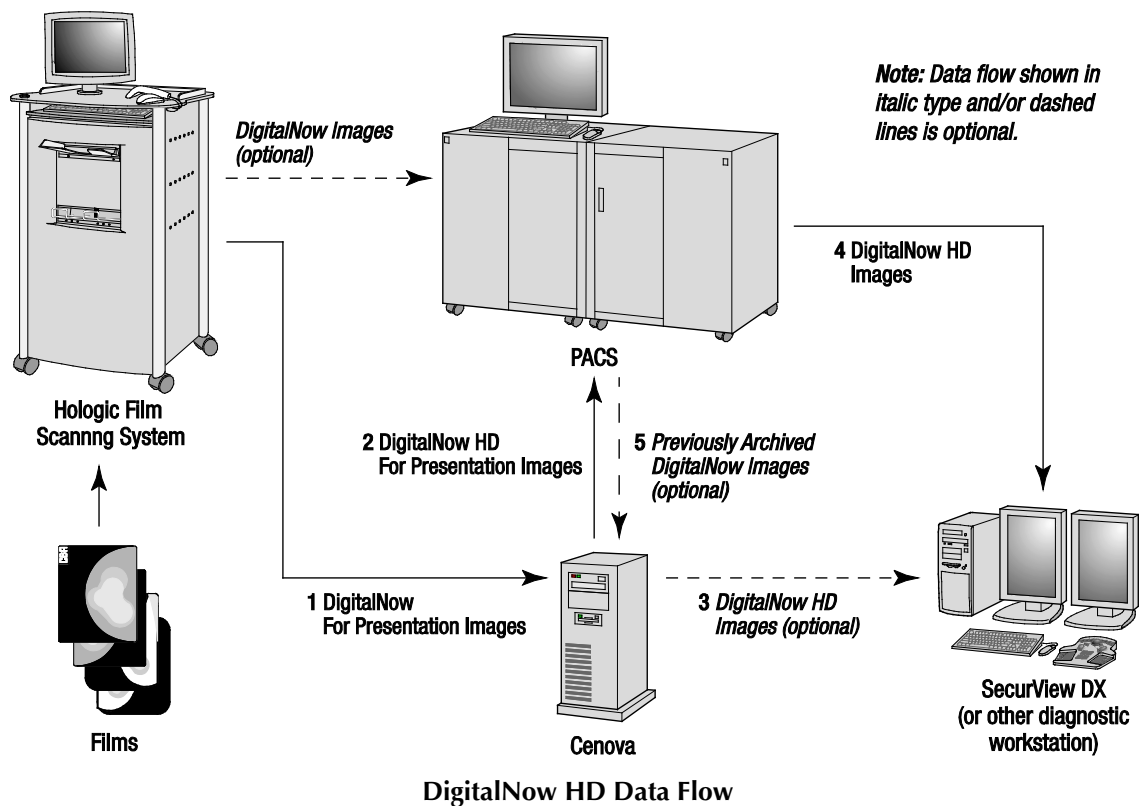 DigitalNow Images
(optional)
Note: Data flow shown in
italic type and/or dashed
lines is optional.
4 DigitalNow HD
Images
PACS
Hologic Film
Scannng System
2 DigitalNow HD
For Presentation Images
5 Previously Archived
DigitalNow Images
(optional)
1 DigitalNow
For Presentation Images
3 DigitalNow HD
Images (optional)
Films
Cenova
SecurView DX
(or other diagnostic
workstation)
DigitalNow HD Data Flow